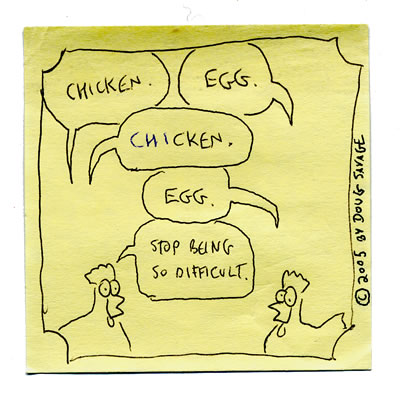 CHICKEN.
EGG.
CHICKEN.
EGG.
STOP BEING
SO DIFFICULT.
© 2005 BY DOUG SAVAGE